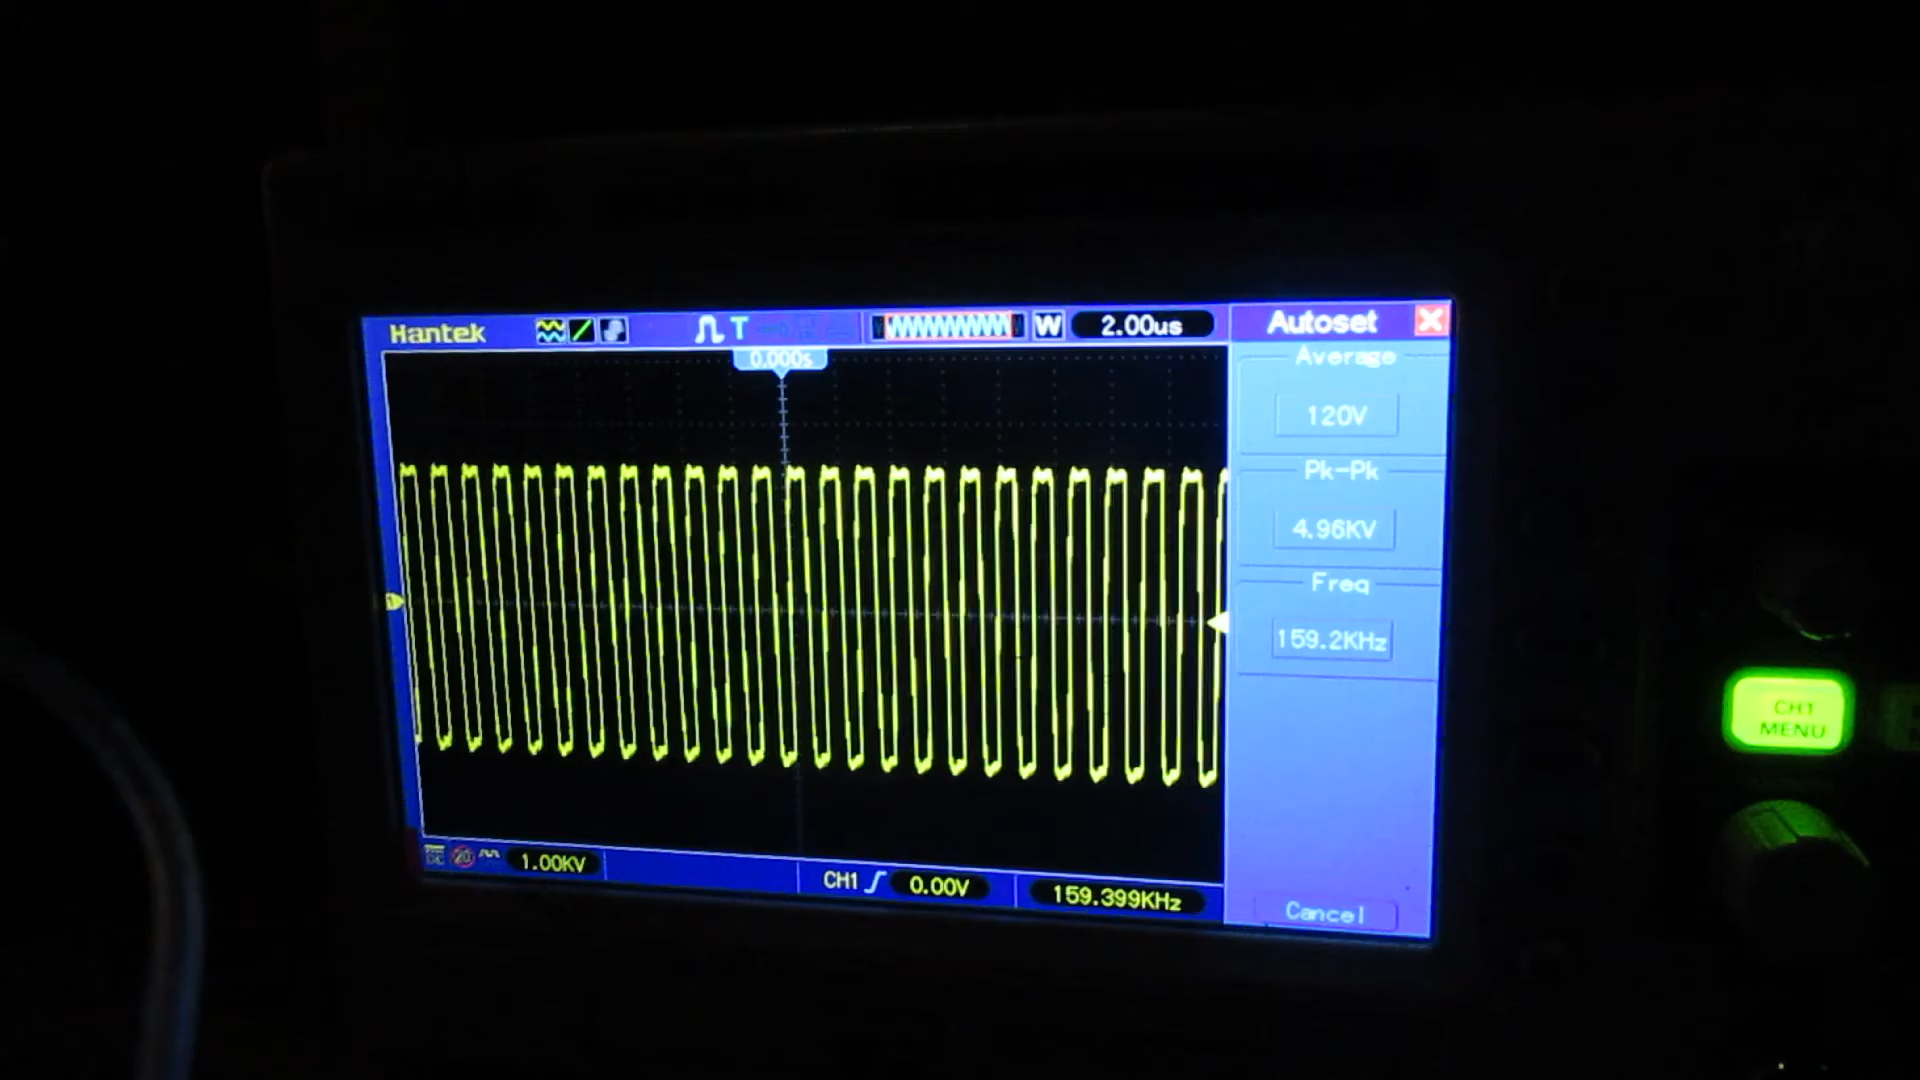 Hantek
T
W
2.00us
Autoset
0.000s
Average
120V
Pk-Pk
4.96KV
Freq
159.2KHz
CH1
MENU
1.00KV
CH1
0.00V
159.399KHz
Cancel